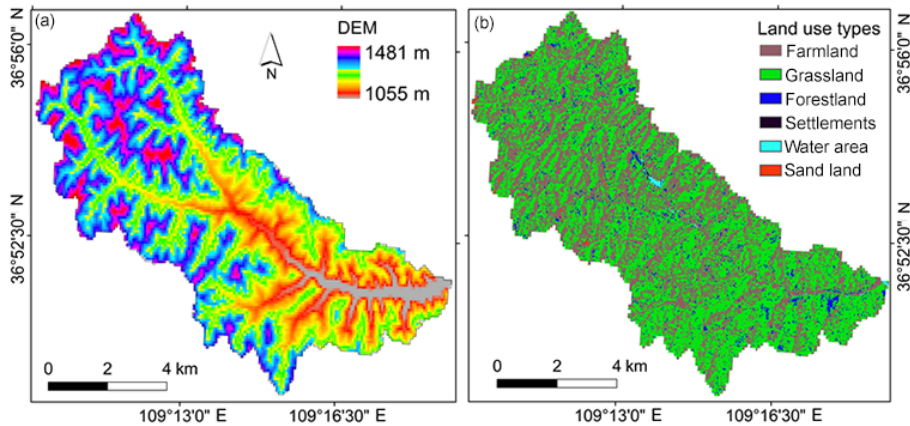 (a)
DEM
1481 m
1055 m
N
36°56'0" N
36°52'30" N
0 2 4 km
109°13'0" E 109°16'30" E
(b)
Land use types
Farmland
Grassland
Forestland
Settlements
Water area
Sand land
36°56'0" N
36°52'30" N
0 2 4 km
109°13'0" E 109°16'30" E